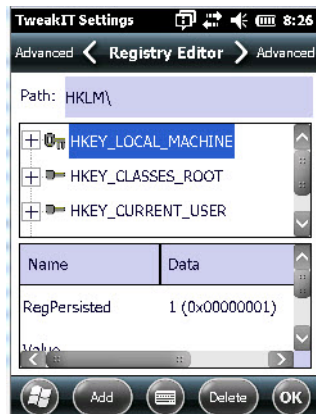 TweakIT Settings 8:26
Advanced Registry Editor Advanced
Path: HKLM\
HKEY_LOCAL_MACHINE
HKEY_CLASSES_ROOT
HKEY_CURRENT_USER
Name Data
RegPersisted 1 (0x00000001)
Value
Add Delete OK